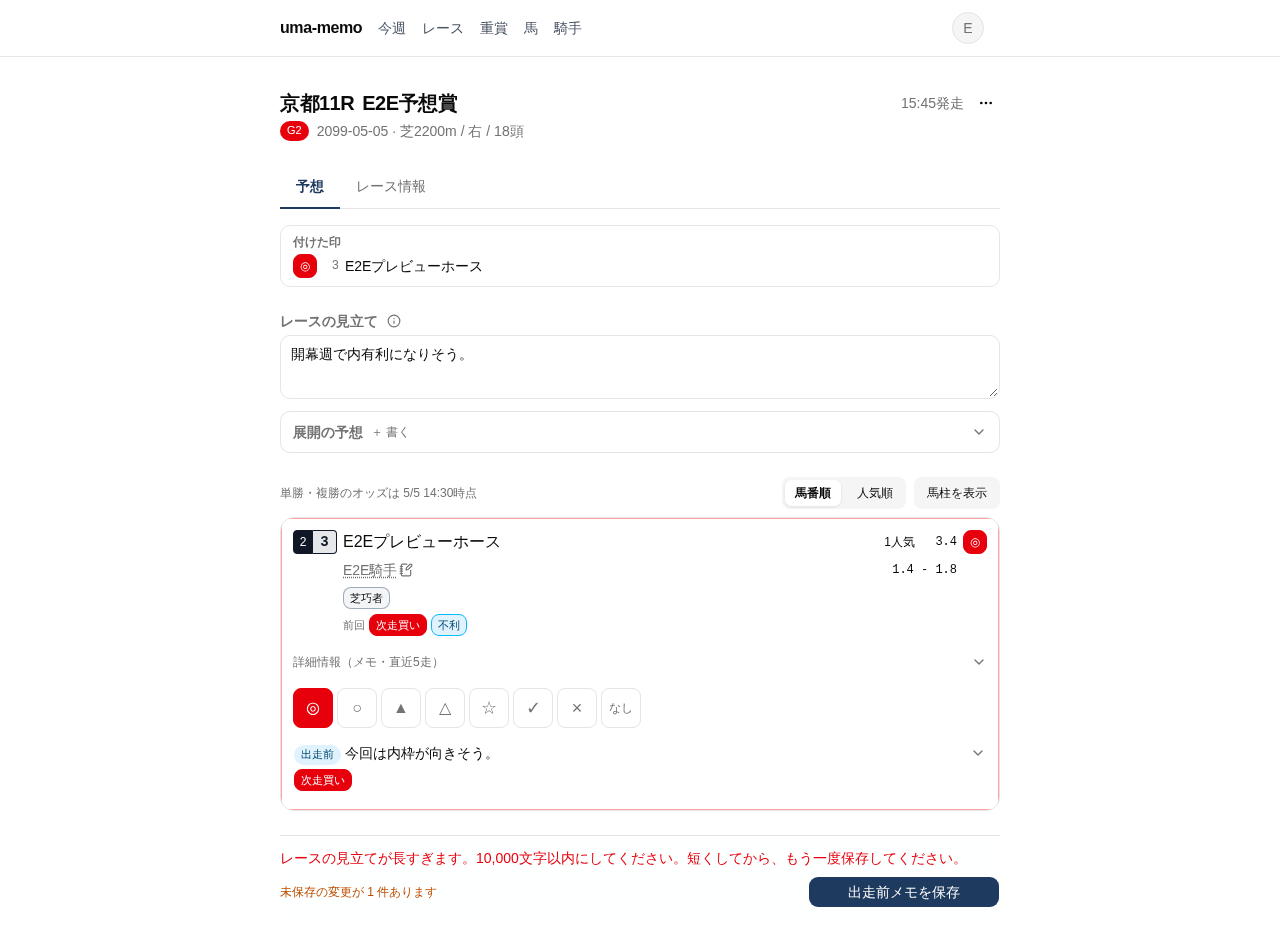 uma-memo 今週 レース 重賞 馬 騎手 E
京都11R E2E予想賞 15:45発走 ···
G2 2099-05-05 · 芝2200m / 右 / 18頭
予想 レース情報
付けた印
◎ 3 E2Eプレビューホース
レースの見立て
開幕週で内有利になりそう。
展開の予想 + 書く
単勝・複勝のオッズは 5/5 14:30時点 馬番順 人気順 馬柱を表示
2 3 E2Eプレビューホース 1人気 3.4 ◎
E2E騎手 1.4 - 1.8
芝巧者
前回 次走買い 不利
詳細情報（メモ・直近5走）
◎ ○ ▲ △ ☆ ✓ × なし
出走前 今回は内枠が向きそう。
次走買い
レースの見立てが長すぎます。10,000文字以内にしてください。短くしてから、もう一度保存してください。
未保存の変更が 1 件あります 出走前メモを保存